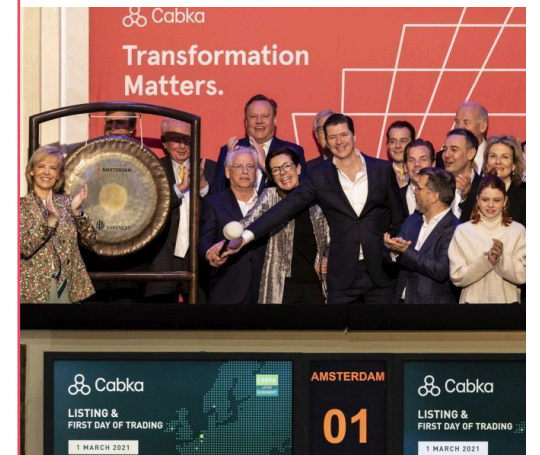 Cabka
Transformation
Matters.
AMSTERDAM
Cabka
LISTING &
FIRST DAY OF TRADING
1 MARCH 2021
AMSTERDAM
01
Cabka
LISTING &
FIRST DAY OF TRADING
1 MARCH 2021